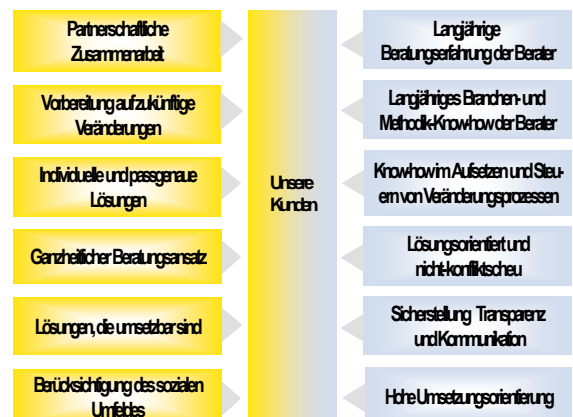 Partnerschaftliche
Zusammenarbeit
Vorbereitung auf zukünftige
Veränderungen
Individuelle und passgenaue
Lösungen
Ganzheitlicher Beratungsansatz
Lösungen, die umsetzbar sind
Berücksichtigung des sozialen
Umfeldes
Unsere
Kunden
Langjährige
Beratungserfahrung der Berater
Langjähriges Branchen- und
Methodik-Know-how der Berater
Know-how im Aufsetzen und Steu-
ern von Veränderungsprozessen
Lösungsorientiert und
nicht-konfliktscheu
Sicherstellung Transparenz
und Kommunikation
Hohe Umsetzungsorientierung